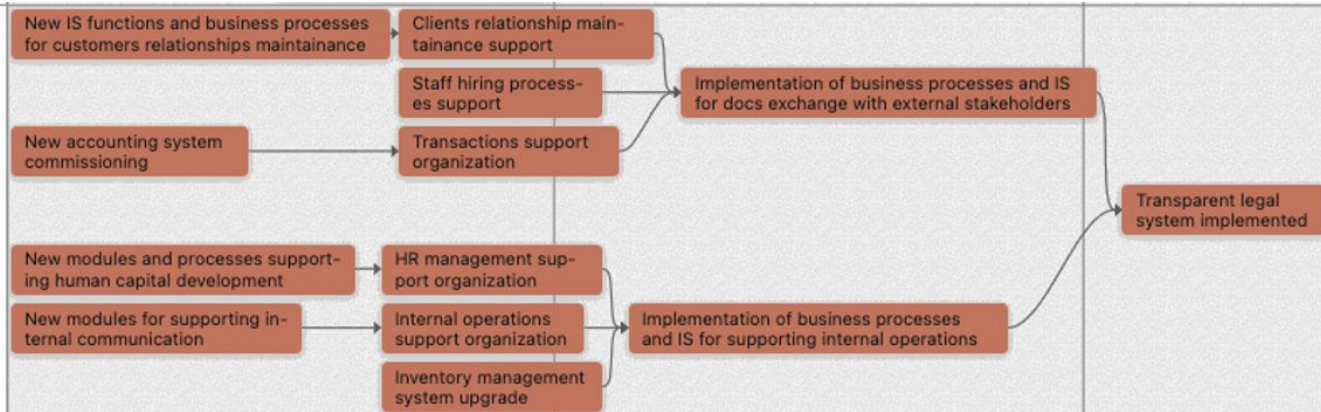 New IS functions and business processes
for customers relationships maintainance
Clients relationship main-
tainance support
Staff hiring process-
es support
Implementation of business processes and IS
for docs exchange with external stakeholders
New accounting system
commissioning
Transactions support
organization
Transparent legal
system implemented
New modules and processes support-
ing human capital development
HR management sup-
port organization
New modules for supporting in-
ternal communication
Internal operations
support organization
Implementation of business processes
and IS for supporting internal operations
Inventory management
system upgrade